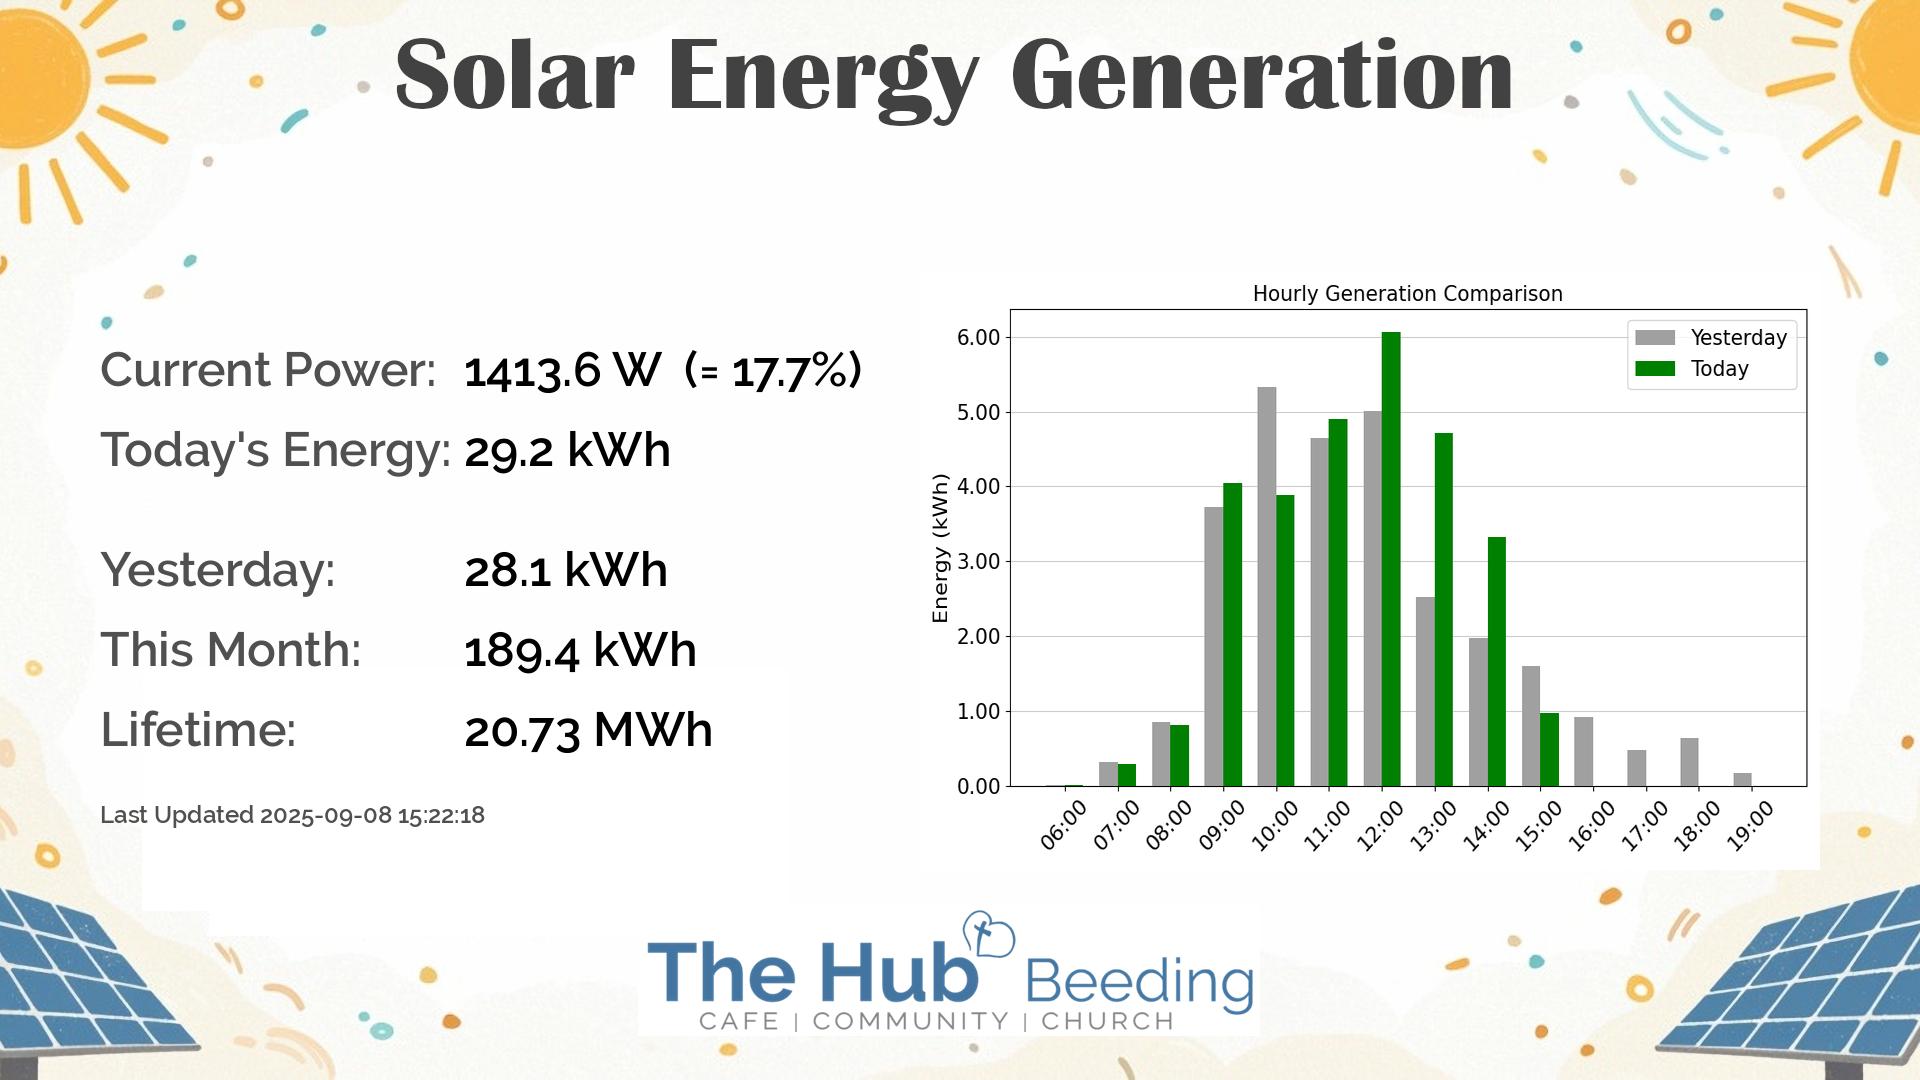 Solar Energy Generation
Current Power: 1413.6 W (= 17.7%)
Today's Energy: 29.2 kWh
Yesterday: 28.1 kWh
This Month: 189.4 kWh
Lifetime: 20.73 MWh
Last Updated 2025-09-08 15:22:18
Hourly Generation Comparison
Yesterday
Today
Energy (kWh)
6.00
5.00
4.00
3.00
2.00
1.00
0.00
06:00 07:00 08:00 09:00 10:00 11:00 12:00 13:00 14:00 15:00 16:00 17:00 18:00 19:00
The Hub Beeding
CAFE | COMMUNITY | CHURCH